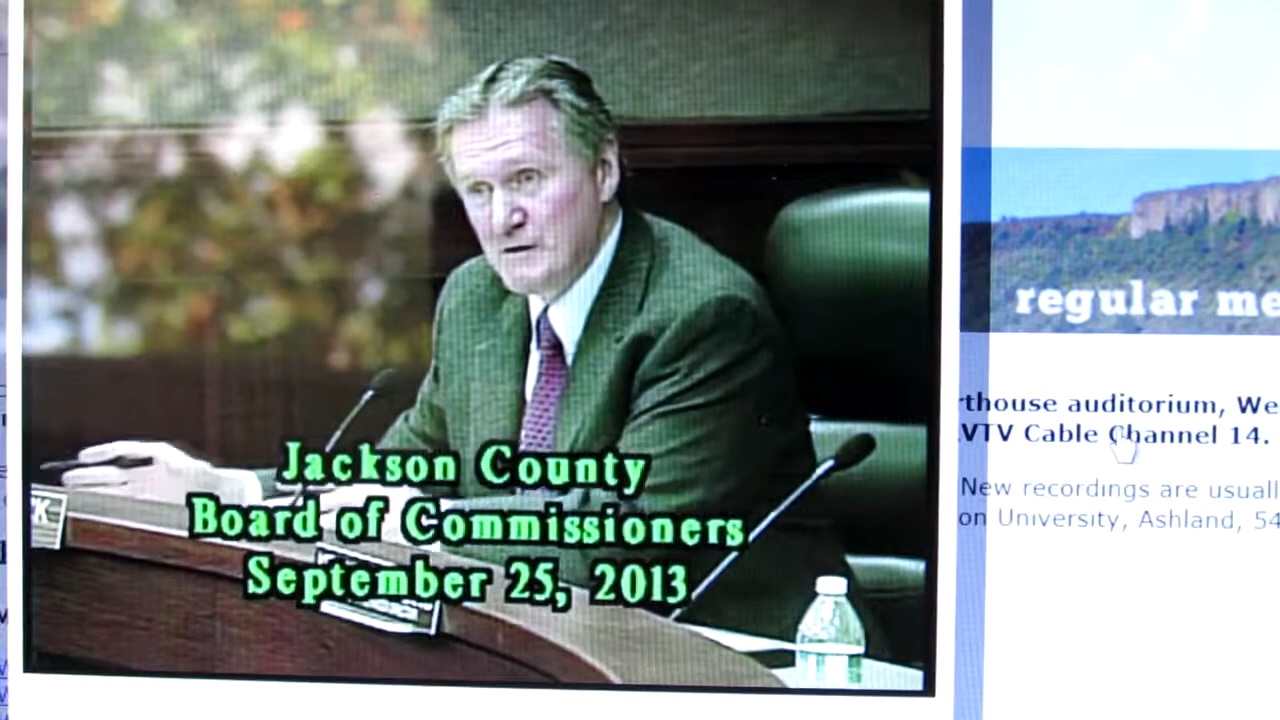 Jackson County
Board of Commissioners
September 25, 2013
K
regular me
rthouse auditorium, We
VTV Cable Channel 14.
New recordings are usuall
on University, Ashland, 54